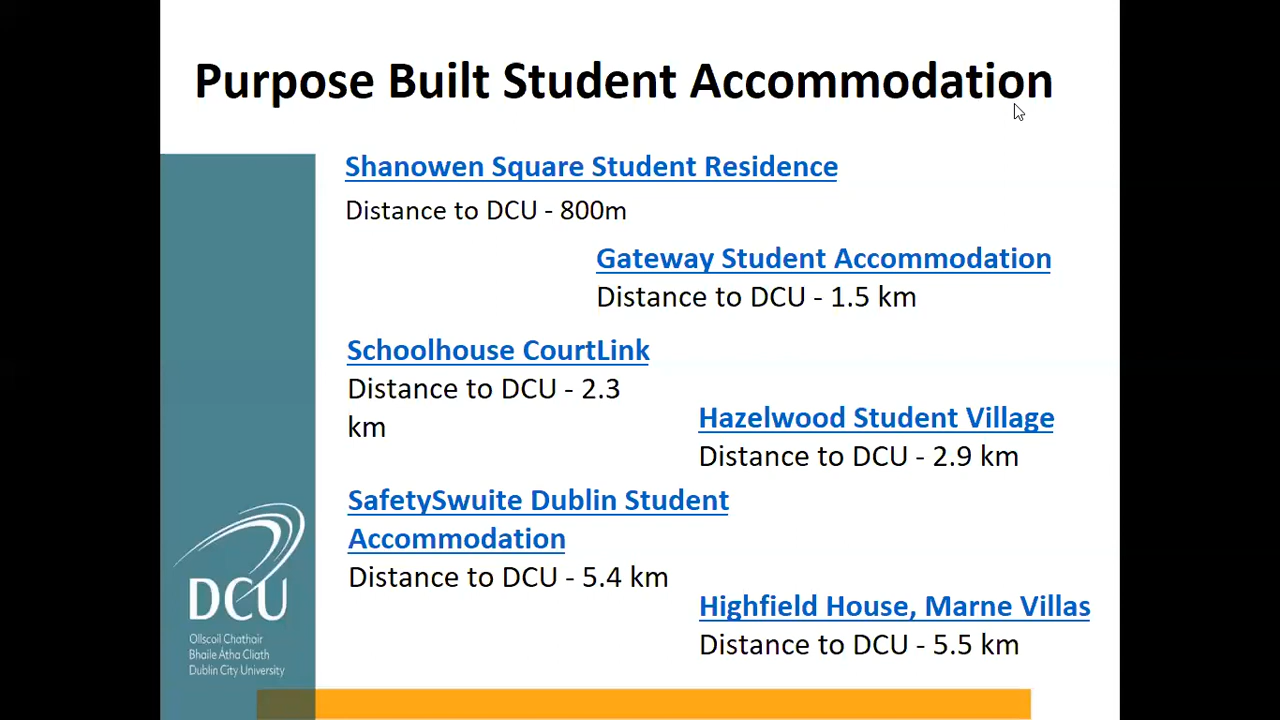 Purpose Built Student Accommodation
Shanowen Square Student Residence
Distance to DCU - 800m
Gateway Student Accommodation
Distance to DCU - 1.5 km
Schoolhouse CourtLink
Distance to DCU - 2.3
km
Hazelwood Student Village
Distance to DCU - 2.9 km
SafetySwuite Dublin Student
Accommodation
Distance to DCU - 5.4 km
Highfield House, Marne Villas
Distance to DCU - 5.5 km
DCU
Ollscoil Chathair
Bhaile Átha Cliath
Dublin City University